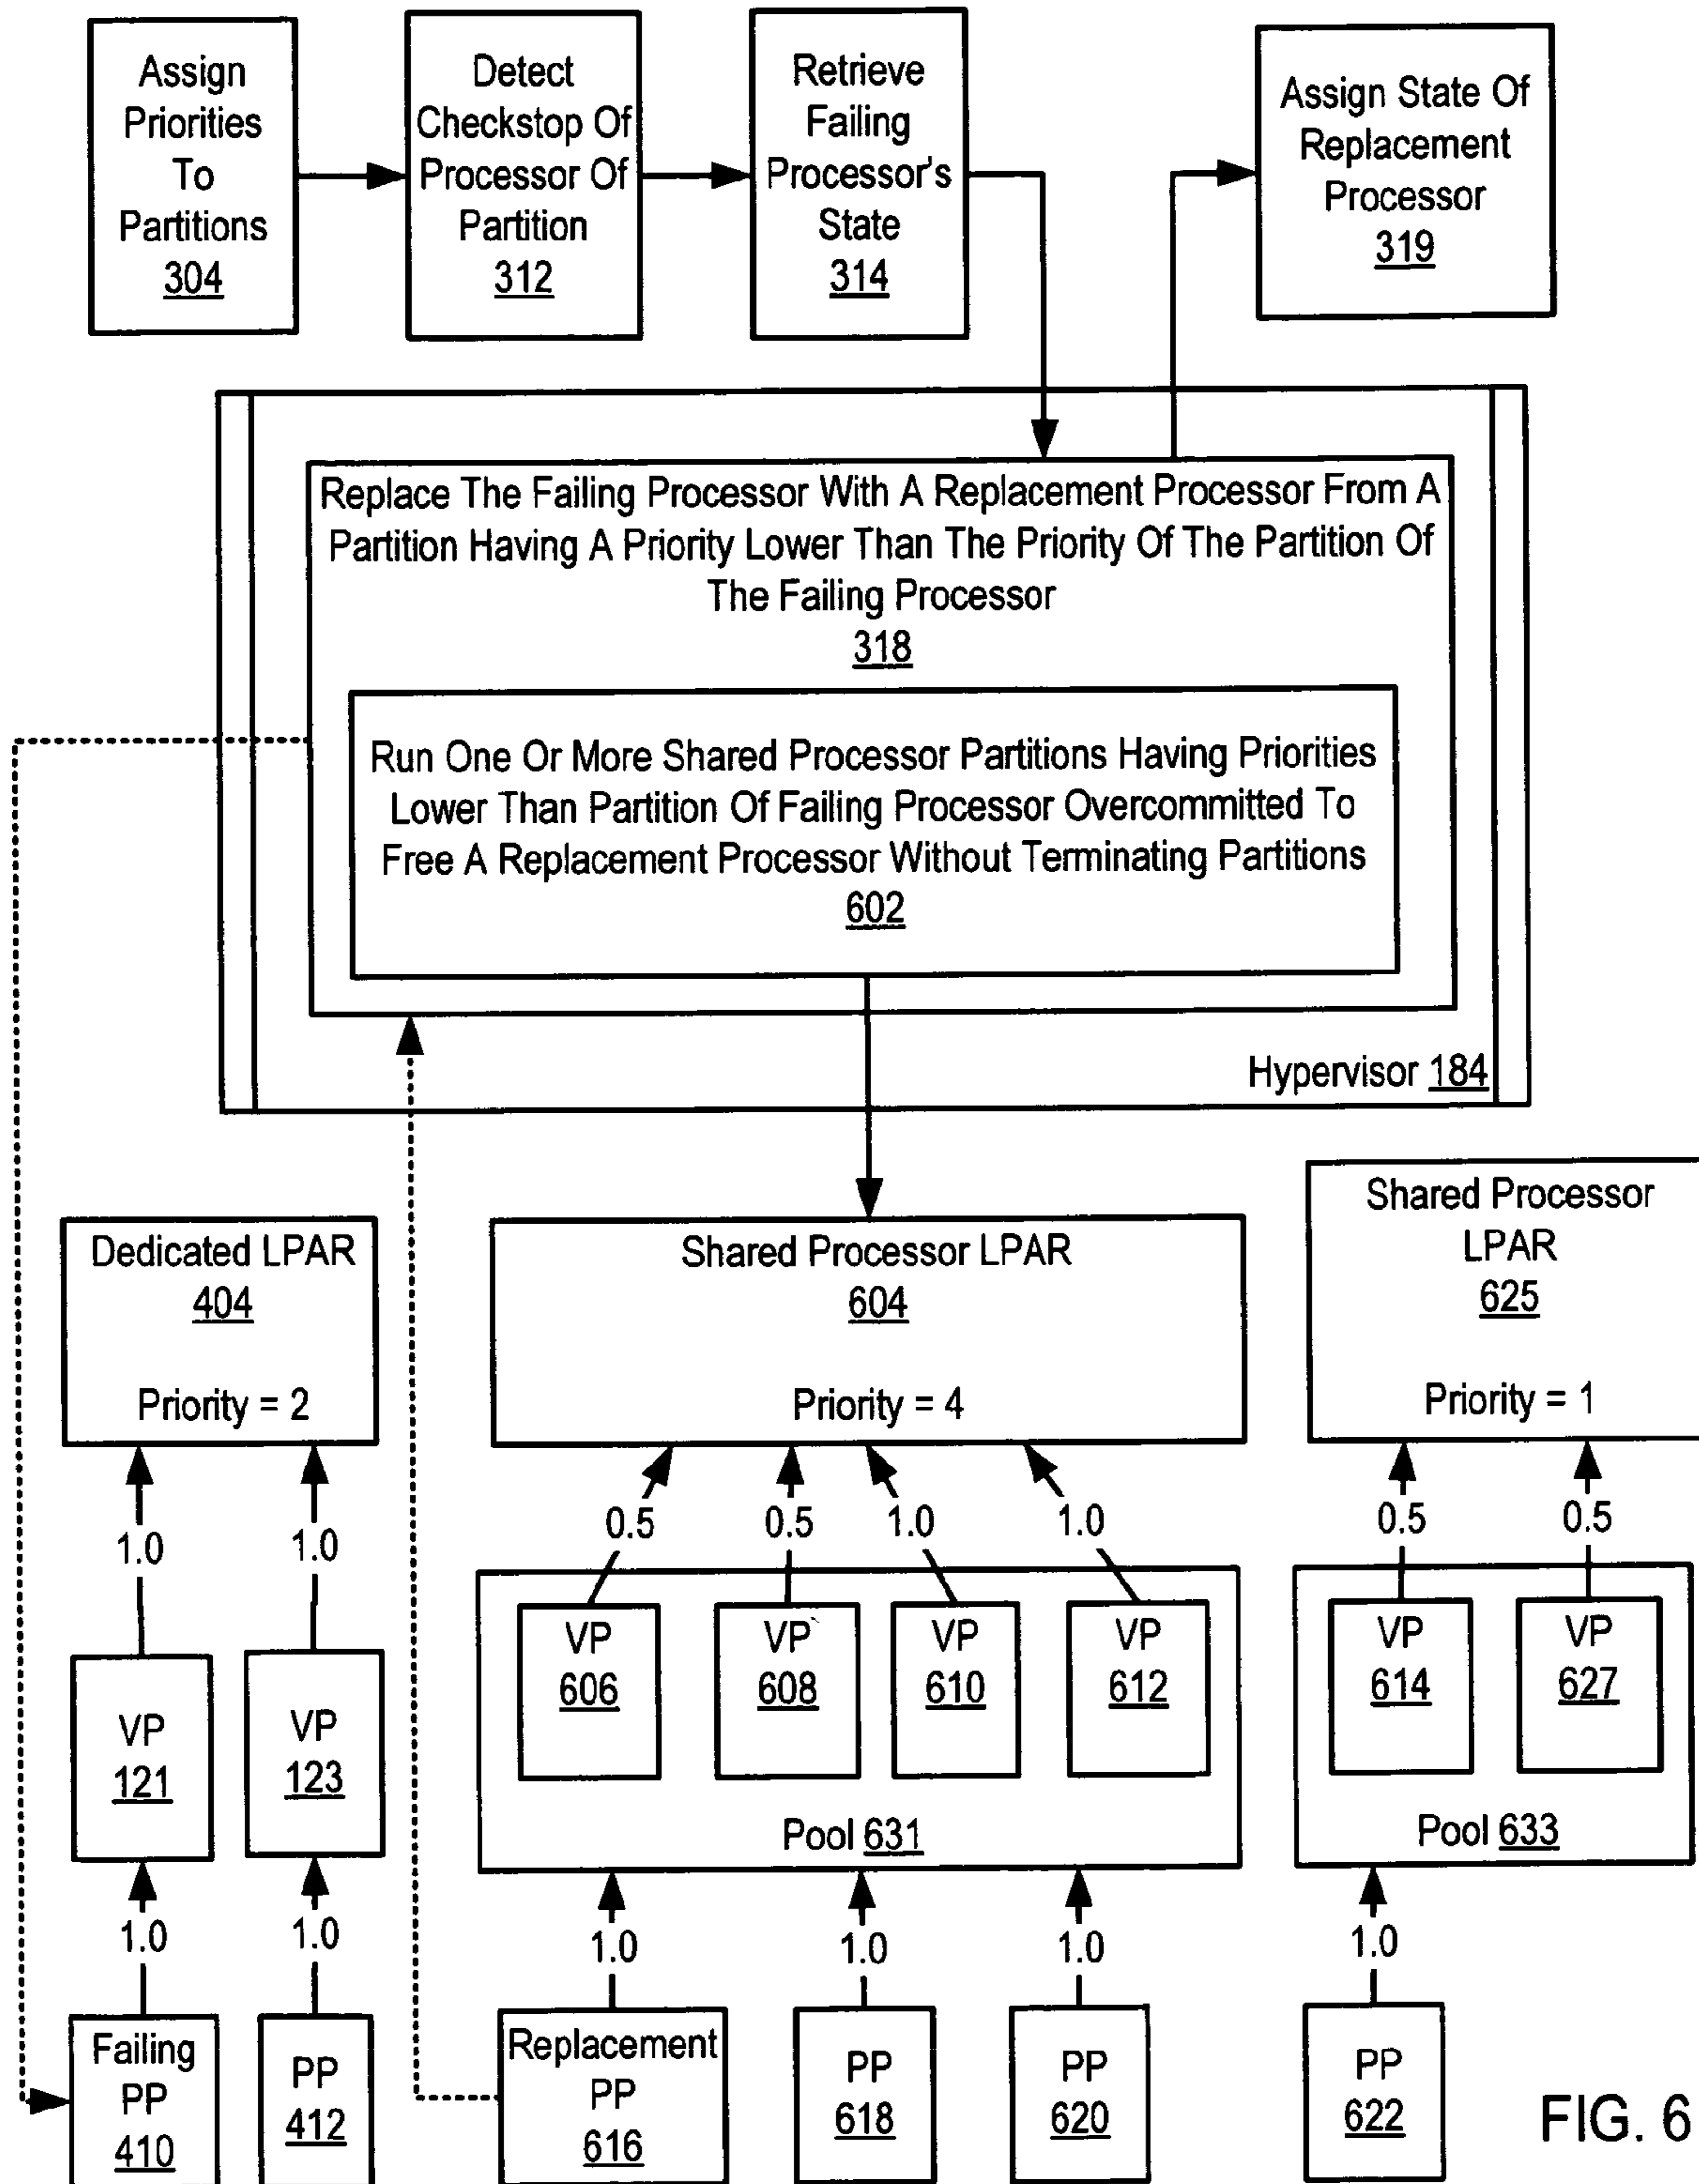 Assign
Priorities
To
Partitions
304
Detect
Checkstop Of
Processor Of
Partition
312
Retrieve
Failing
Processor's
State
314
Assign State Of
Replacement
Processor
319
Replace The Failing Processor With A Replacement Processor From A
Partition Having A Priority Lower Than The Priority Of The Partition Of
The Failing Processor
318
Run One Or More Shared Processor Partitions Having Priorities
Lower Than Partition Of Failing Processor Overcommitted To
Free A Replacement Processor Without Terminating Partitions
602
Hypervisor 184
Dedicated LPAR
404
Priority = 2
Shared Processor LPAR
604
Priority = 4
Shared Processor
LPAR
625
Priority = 1
1.0
1.0
0.5
0.5
1.0
1.0
0.5
0.5
VP
121
VP
123
VP
606
VP
608
VP
610
VP
612
Pool 631
VP
614
VP
627
Pool 633
1.0
1.0
1.0
1.0
1.0
1.0
Failing
PP
410
PP
412
Replacement
PP
616
PP
618
PP
620
PP
622
FIG. 6